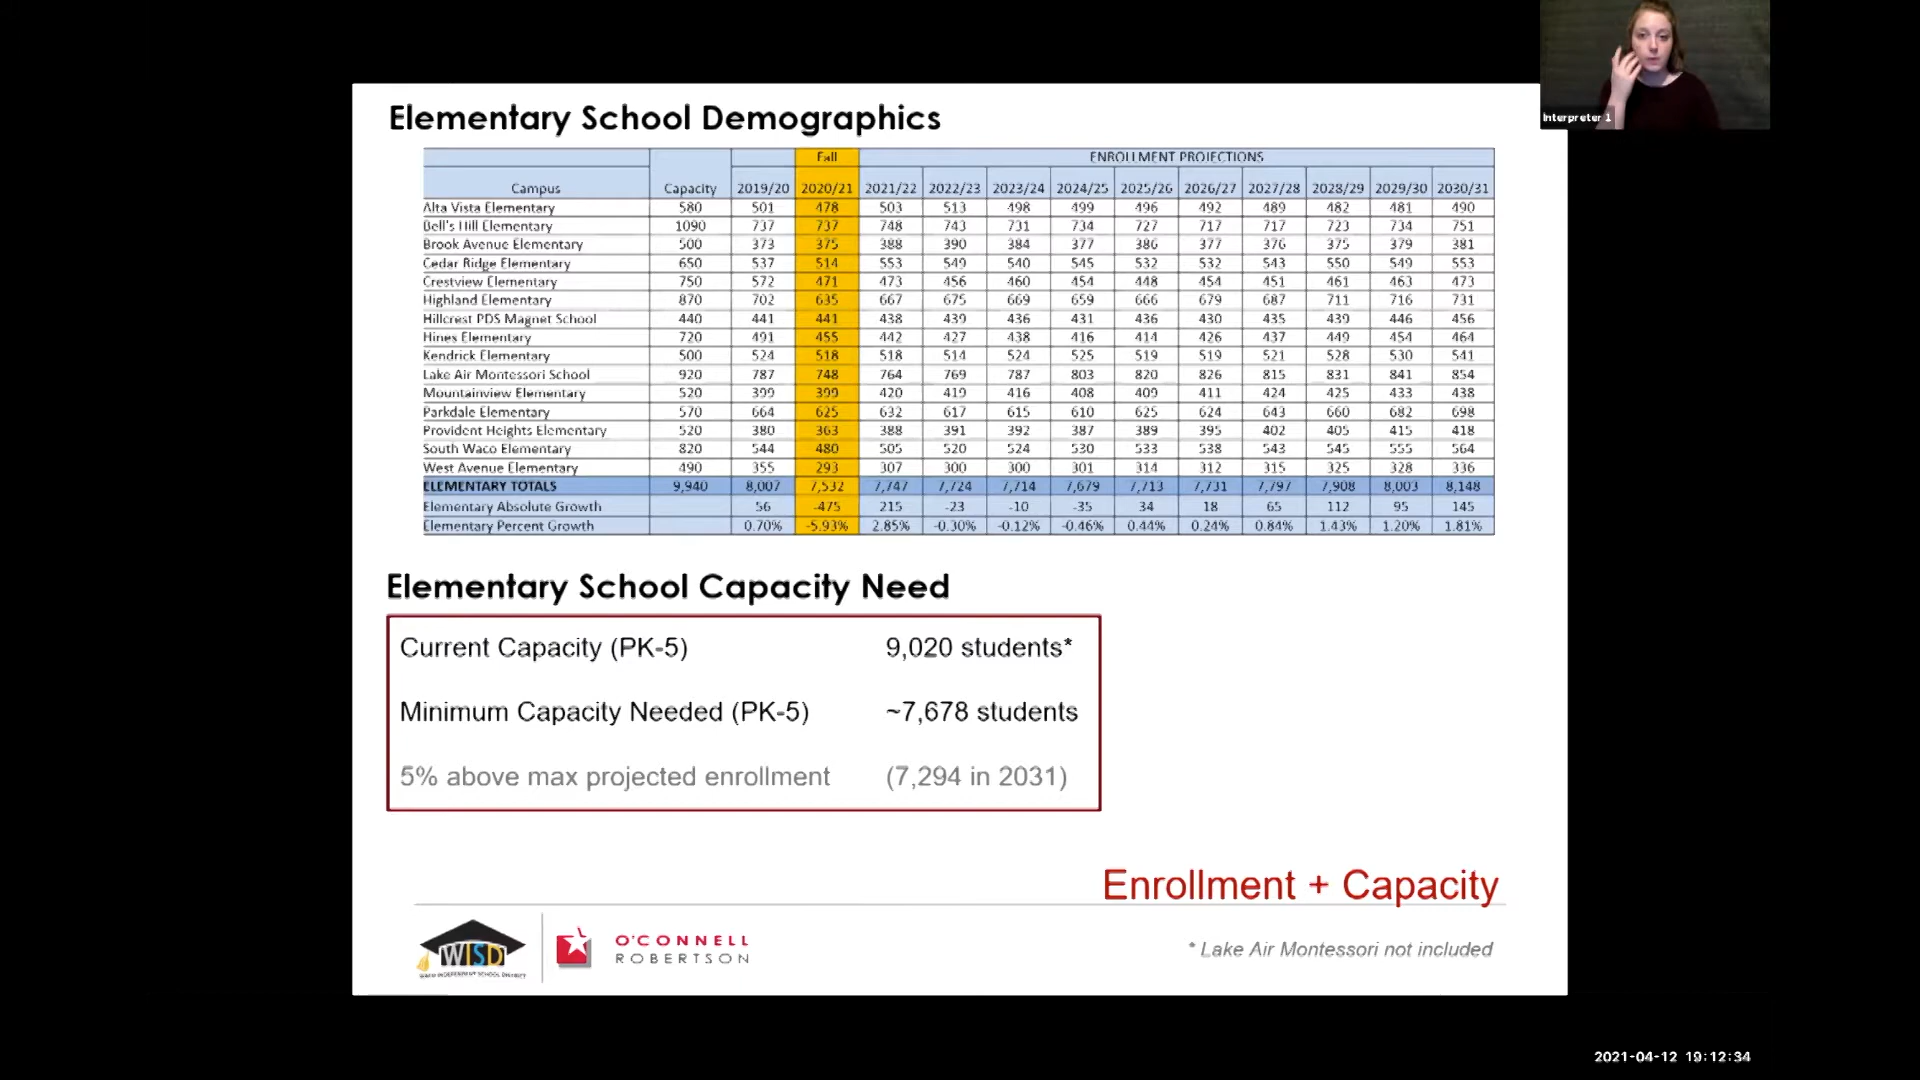 Interpreter 1
Elementary School Demographics
Fall ENROLLMENT PROJECTIONS
Campus Capacity 2019/20 2020/21 2021/22 2022/23 2023/24 2024/25 2025/26 2026/27 2027/28 2028/29 2029/30 2030/31
Alta Vista Elementary 580 501 478 503 513 498 499 496 492 489 482 481 490
Bell's Hill Elementary 1090 737 737 748 743 731 734 727 717 717 723 734 751
Brook Avenue Elementary 500 373 375 388 390 384 377 386 377 376 375 379 381
Cedar Ridge Elementary 650 537 514 553 549 540 545 532 532 543 550 549 553
Crestview Elementary 750 572 471 473 456 460 454 448 454 451 461 463 473
Highland Elementary 870 702 635 667 675 669 659 666 679 687 711 716 731
Hillcrest PDS Magnet School 440 441 441 438 439 436 431 436 430 435 439 446 456
Hines Elementary 720 491 455 442 427 438 416 414 426 437 449 454 464
Kendrick Elementary 500 524 518 518 514 524 525 519 519 521 528 530 541
Lake Air Montessori School 920 787 748 764 769 787 803 820 826 815 831 841 854
Mountainview Elementary 520 399 399 420 419 416 408 409 411 424 425 433 438
Parkdale Elementary 570 664 625 632 617 615 610 625 624 643 660 682 698
Provident Heights Elementary 520 380 363 388 391 392 387 389 395 402 405 415 418
South Waco Elementary 820 544 480 505 520 524 530 533 538 543 545 555 564
West Avenue Elementary 490 355 293 307 300 300 301 314 312 315 325 328 336
ELEMENTARY TOTALS 9,940 8,007 7,532 7,747 7,724 7,714 7,679 7,713 7,731 7,797 7,908 8,003 8,148
Elementary Absolute Growth 56 -475 215 -23 -10 -35 34 18 65 112 95 145
Elementary Percent Growth 0.70% -5.93% 2.85% -0.30% -0.12% -0.46% 0.44% 0.24% 0.84% 1.43% 1.20% 1.81%
Elementary School Capacity Need
Current Capacity (PK-5) 9,020 students*
Minimum Capacity Needed (PK-5) ~7,678 students
5% above max projected enrollment (7,294 in 2031)
Enrollment + Capacity
WISD
WACO INDEPENDENT SCHOOL DISTRICT
O'CONNELL
ROBERTSON
* Lake Air Montessori not included
2021-04-12 19:12:34